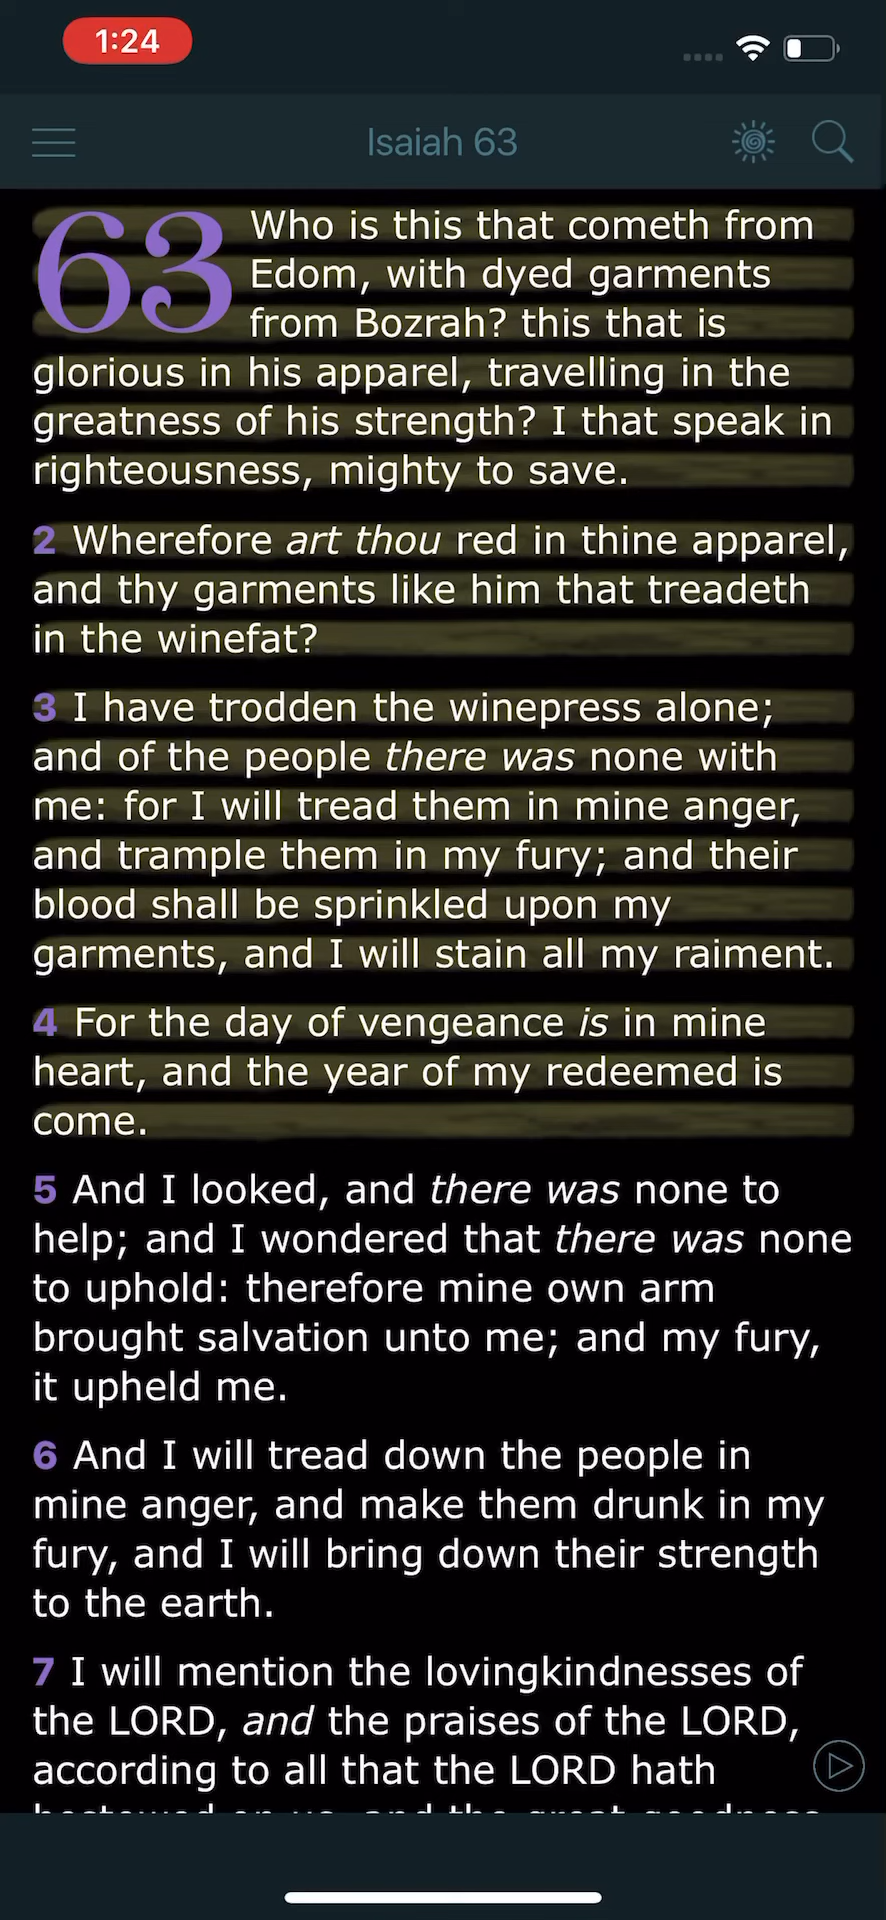 1:24
Isaiah 63
63 Who is this that cometh from
Edom, with dyed garments
from Bozrah? this that is
glorious in his apparel, travelling in the
greatness of his strength? I that speak in
righteousness, mighty to save.
2 Wherefore art thou red in thine apparel,
and thy garments like him that treadeth
in the winefat?
3 I have trodden the winepress alone;
and of the people there was none with
me: for I will tread them in mine anger,
and trample them in my fury; and their
blood shall be sprinkled upon my
garments, and I will stain all my raiment.
4 For the day of vengeance is in mine
heart, and the year of my redeemed is
come.
5 And I looked, and there was none to
help; and I wondered that there was none
to uphold: therefore mine own arm
brought salvation unto me; and my fury,
it upheld me.
6 And I will tread down the people in
mine anger, and make them drunk in my
fury, and I will bring down their strength
to the earth.
7 I will mention the lovingkindnesses of
the LORD, and the praises of the LORD,
according to all that the LORD hath